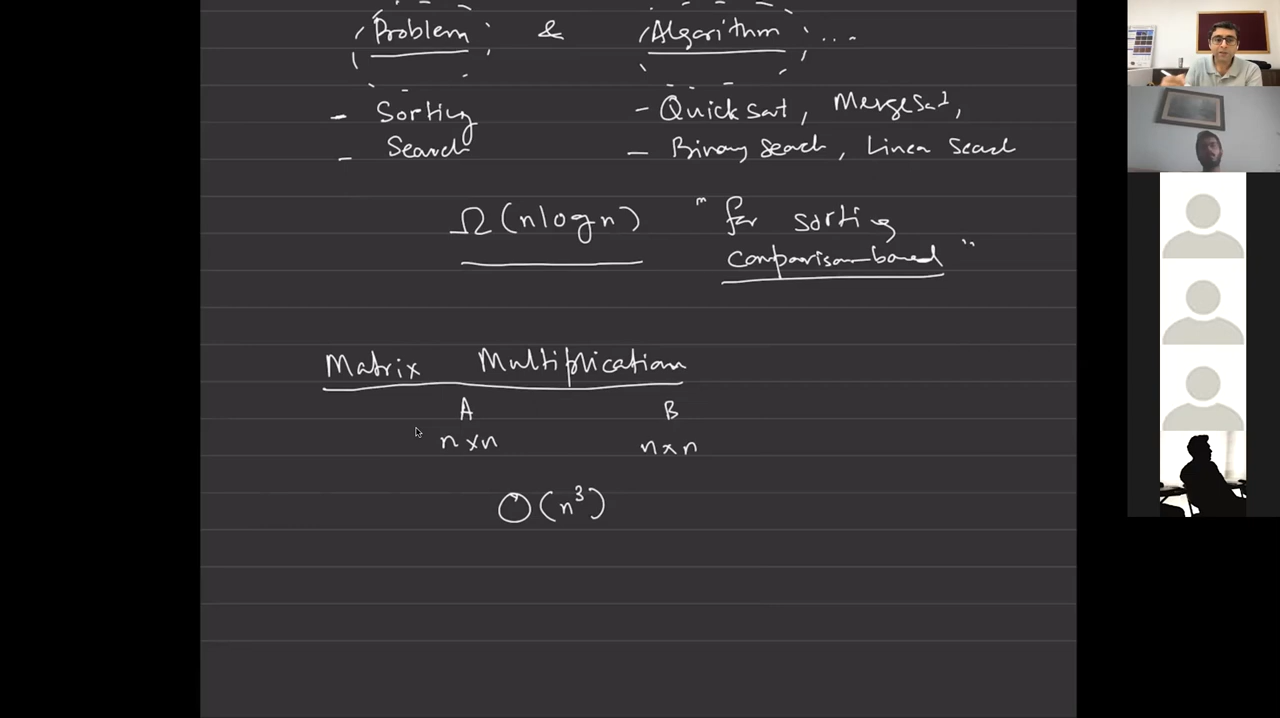 Problem & Algorithm ...
- Sorting - Quicksort, MergeSort,
- Search - Binary Search, Linear Search
Ω(nlogn) "for sorting
comparison-based"
Matrix Multiplication
A B
n×n n×n
O(n³)